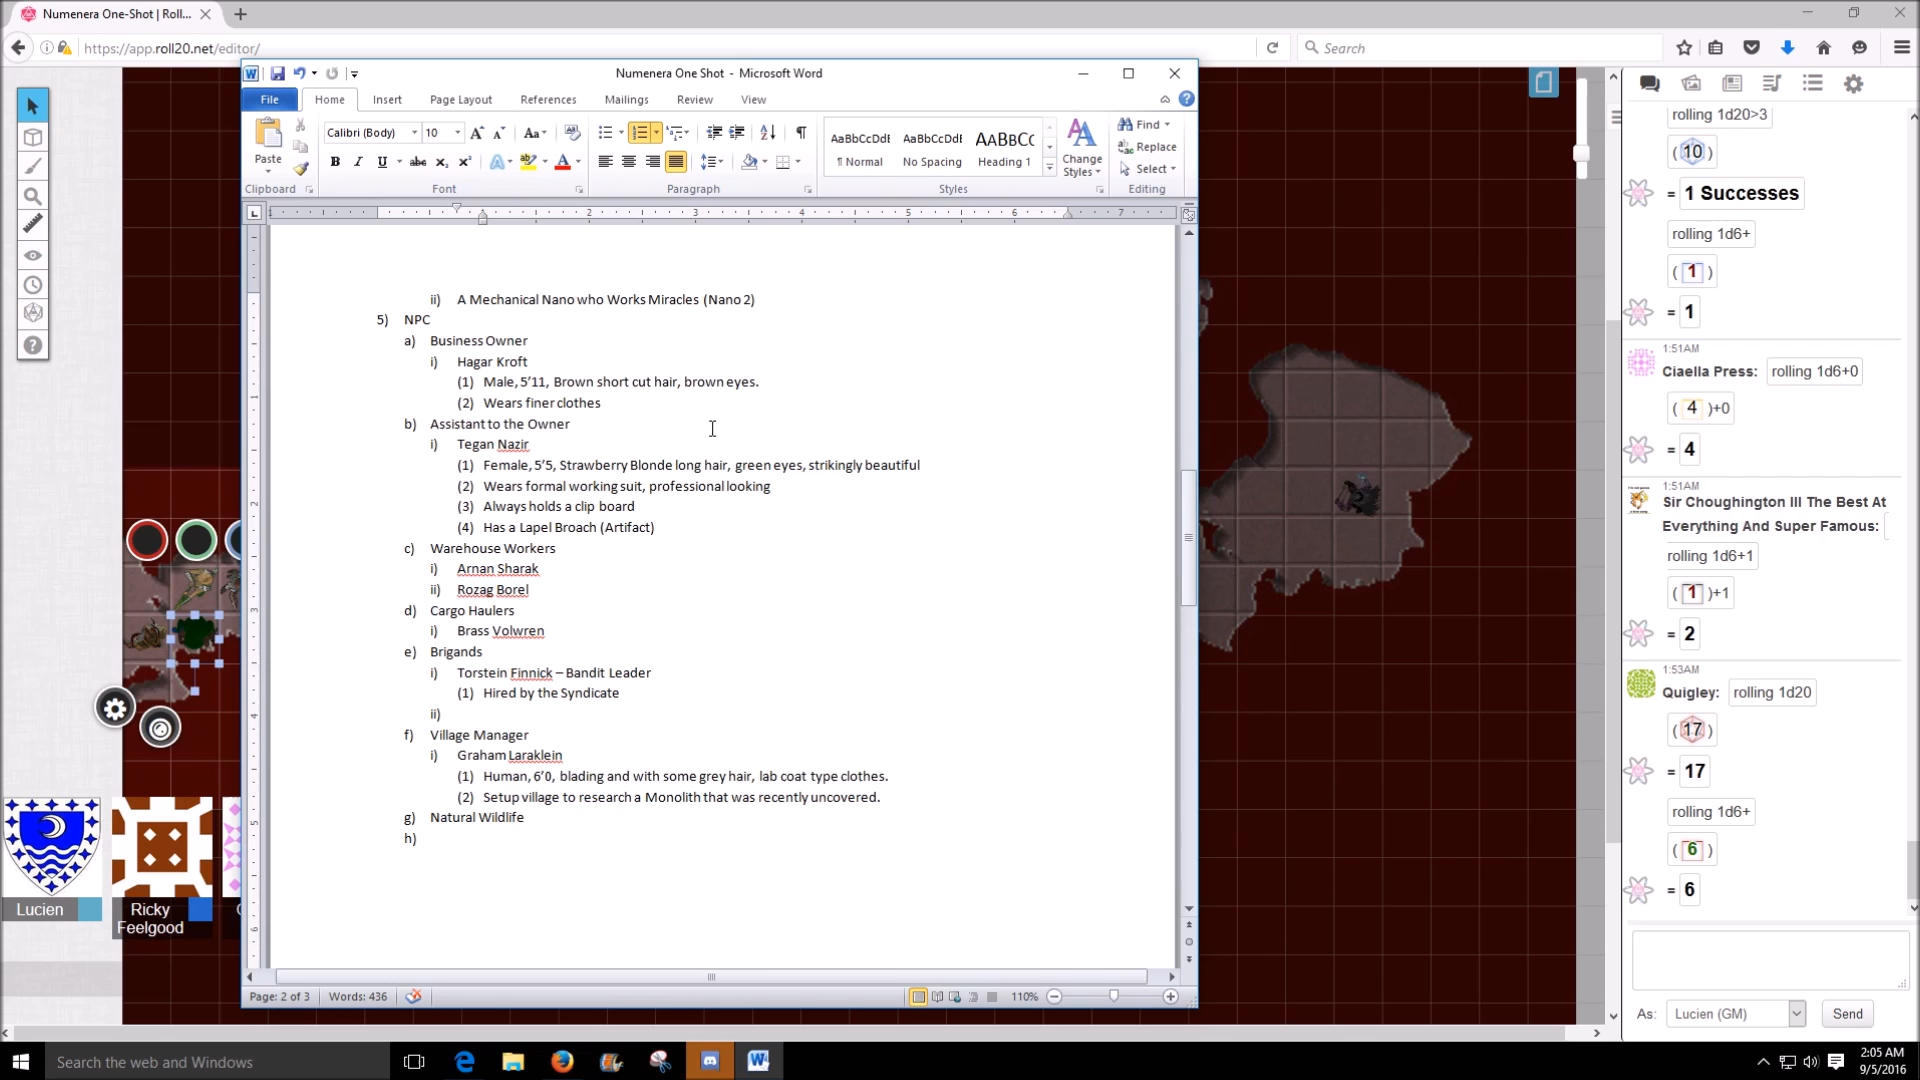 Numenera One-Shot | Roll...
https://app.roll20.net/editor/
Search
Numenera One Shot - Microsoft Word
File
Home
Insert
Page Layout
References
Mailings
Review
View
Paste
Clipboard
Calibri (Body)
10
Font
Paragraph
AaBbCcDdI
¶ Normal
AaBbCcDdI
No Spacing
AaBbCc
Heading 1
Styles
Change
Styles
Find
Replace
Select
Editing
ii) A Mechanical Nano who Works Miracles (Nano 2)
5) NPC
a) Business Owner
i) Hagar Kroft
(1) Male, 5'11, Brown short cut hair, brown eyes.
(2) Wears finer clothes
b) Assistant to the Owner
i) Tegan Nazir
(1) Female, 5'5, Strawberry Blonde long hair, green eyes, strikingly beautiful
(2) Wears formal working suit, professional looking
(3) Always holds a clip board
(4) Has a Lapel Broach (Artifact)
c) Warehouse Workers
i) Arnan Sharak
ii) Rozag Borel
d) Cargo Haulers
i) Brass Volwren
e) Brigands
i) Torstein Finnick – Bandit Leader
(1) Hired by the Syndicate
ii)
f) Village Manager
i) Graham Laraklein
(1) Human, 6'0, blading and with some grey hair, lab coat type clothes.
(2) Setup village to research a Monolith that was recently uncovered.
g) Natural Wildlife
h)
Page: 2 of 3
Words: 436
110%
Lucien
Ricky
Feelgood
rolling 1d20>3
(10)
= 1 Successes
rolling 1d6+
(1)
= 1
1:51AM
Ciaella Press: rolling 1d6+0
(4)+0
= 4
1:51AM
Sir Choughington III The Best At
Everything And Super Famous:
rolling 1d6+1
(1)+1
= 2
1:53AM
Quigley: rolling 1d20
(17)
= 17
rolling 1d6+
(6)
= 6
As: Lucien (GM)
Send
Search the web and Windows
2:05 AM
9/5/2016